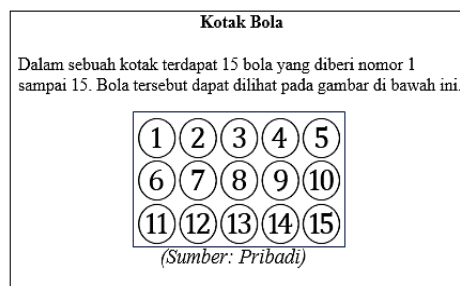 Kotak Bola
Dalam sebuah kotak terdapat 15 bola yang diberi nomor 1
sampai 15. Bola tersebut dapat dilihat pada gambar di bawah ini.
1 2 3 4 5
6 7 8 9 10
11 12 13 14 15
(Sumber: Pribadi)